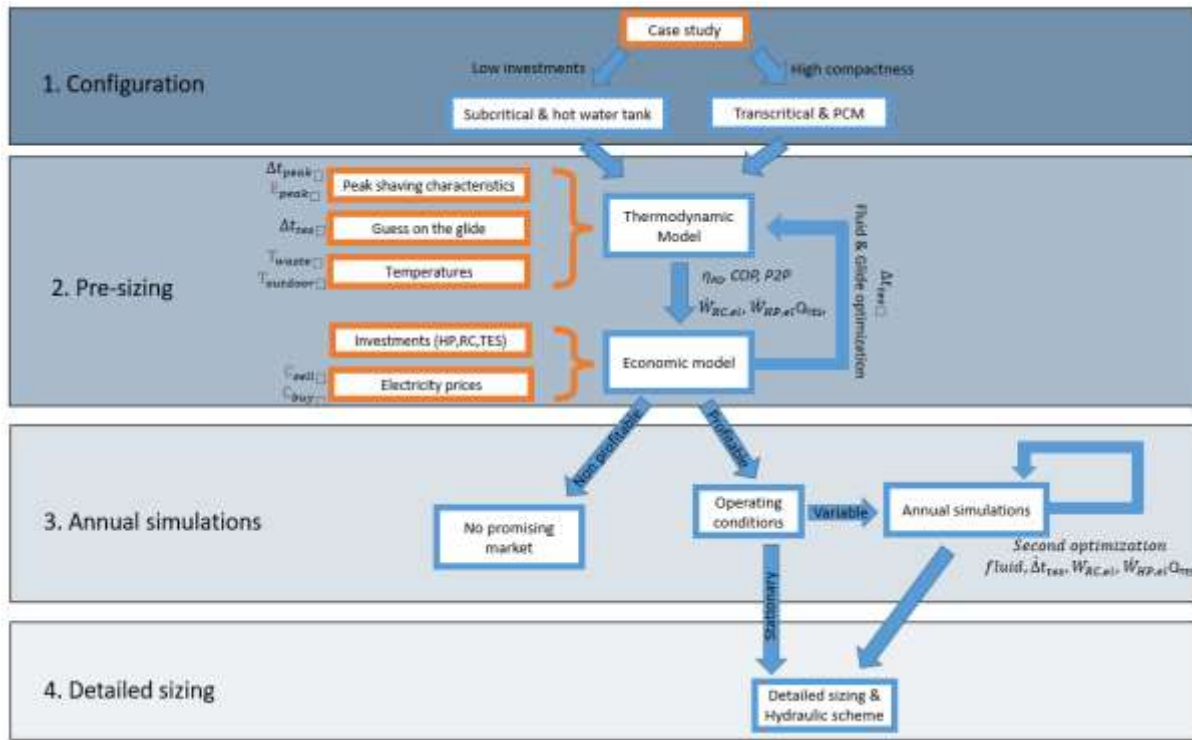 Case study
Low investments
High compactness
1. Configuration
Subcritical & hot water tank
Transcritical & PCM
Δt_peak□
E_peak□
Peak shaving characteristics
Δt_tes□
Guess on the glide
T_waste□
T_outdoor□
Temperatures
Thermodynamic
Model
2. Pre-sizing
COP, P2P
Ẇ_RC,el, Ẇ_HP,el Q_TES,
Fluid & Glide optimization
Δt_tes□
Investments (HP,RC,TES)
C_sell□
C_buy□
Electricity prices
Economic model
Non profitable
Profitable
3. Annual simulations
No promising
market
Operating
conditions
Variable
Annual simulations
Second optimization
fluid, Δt_tes, Ẇ_RC,el, Ẇ_HP,el Q_TES
Stationary
4. Detailed sizing
Detailed sizing &
Hydraulic scheme